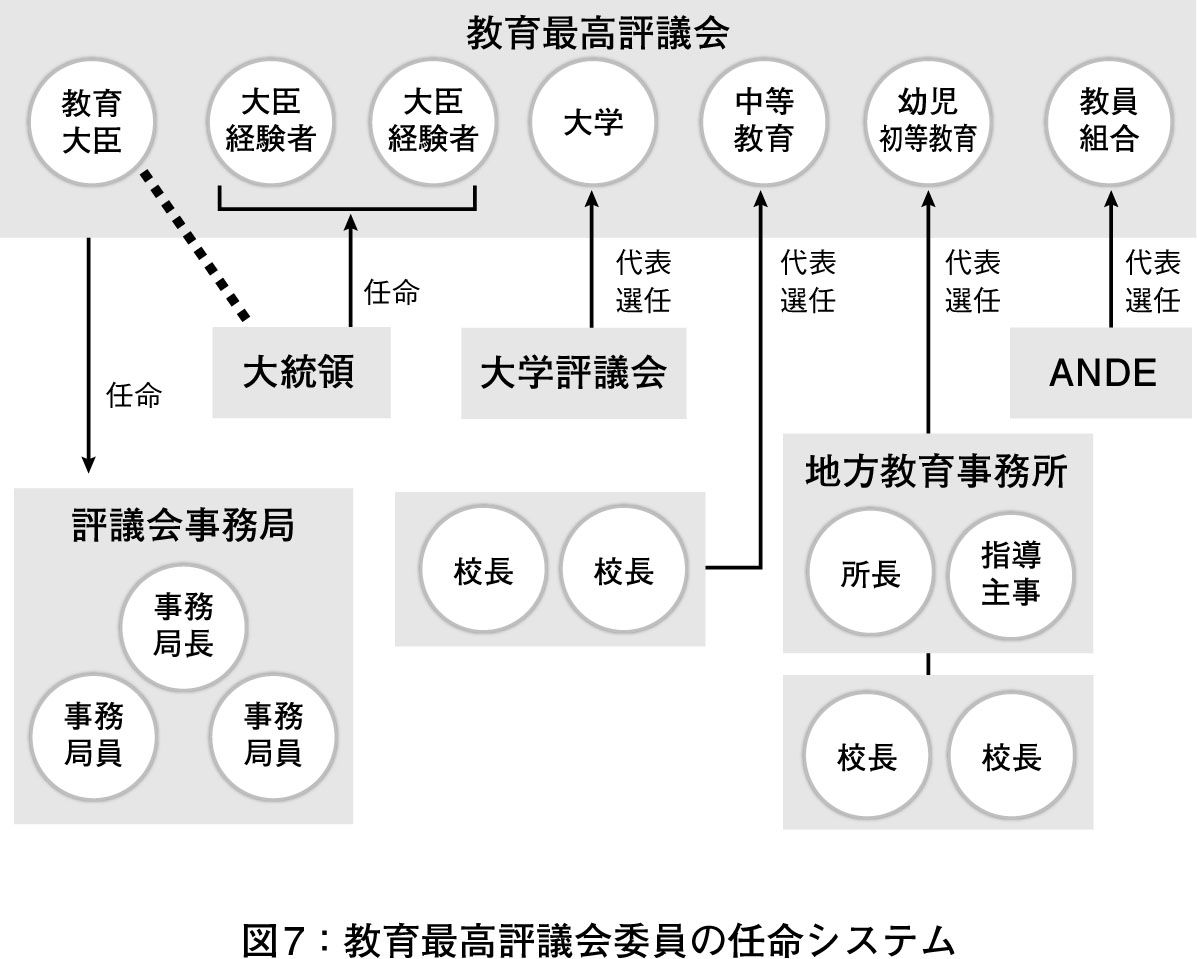 教育最高評議会
教育
大臣
大臣
経験者
大臣
経験者
大学
中等
教育
幼児
初等教育
教員
組合
任命
代表
選任
代表
選任
代表
選任
代表
選任
大統領
大学評議会
ANDE
任命
評議会事務局
事務
局長
事務
局員
事務
局員
校長
校長
地方教育事務所
所長
指導
主事
校長
校長
図7：教育最高評議会委員の任命システム